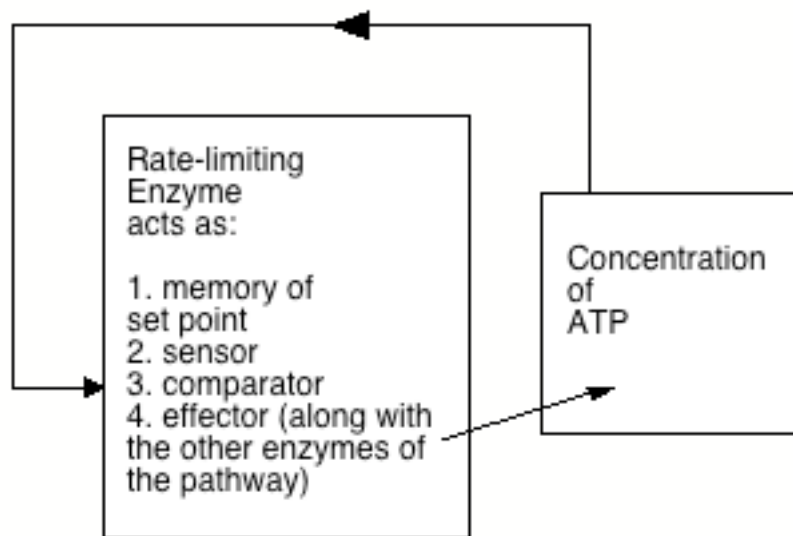 Rate-limiting
Enzyme
acts as:
1. memory of
set point
2. sensor
3. comparator
4. effector (along with
the other enzymes of
the pathway)
Concentration
of
ATP